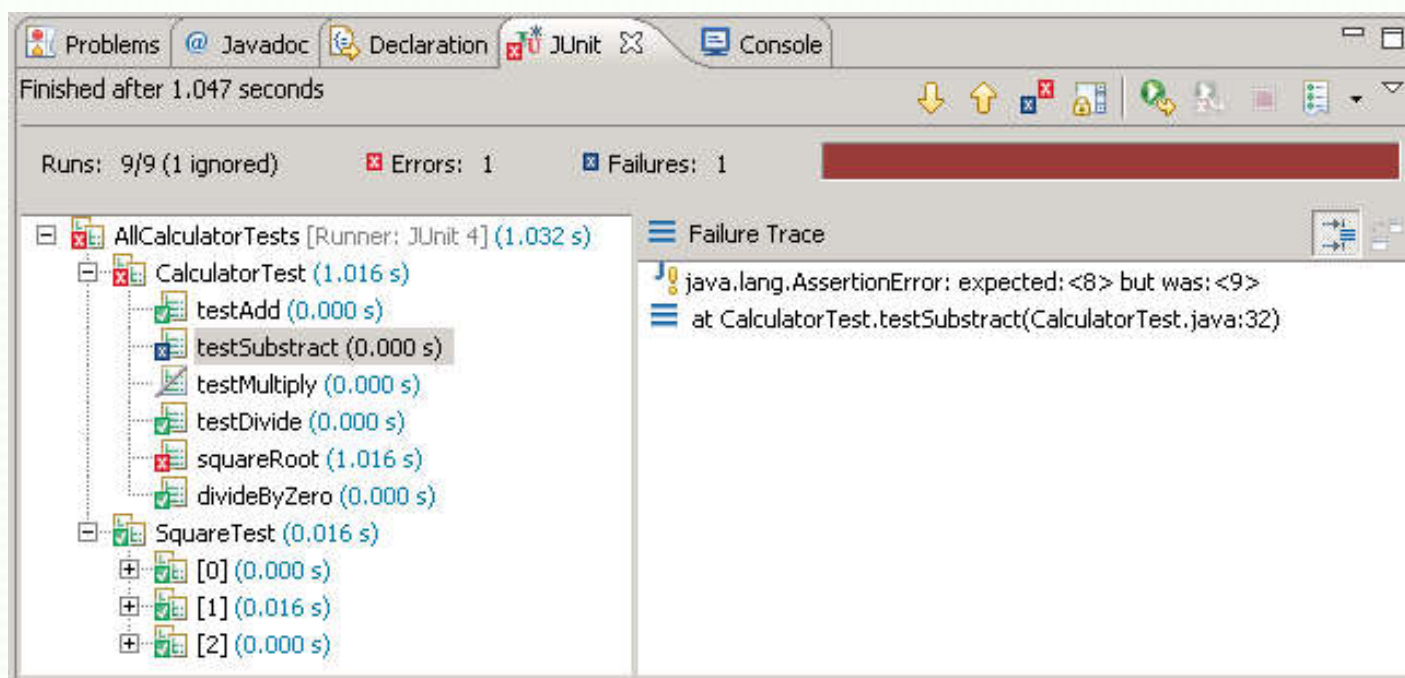 Problems @ Javadoc Declaration JUnit Console
Finished after 1.047 seconds
Runs: 9/9 (1 ignored) Errors: 1 Failures: 1
AllCalculatorTests [Runner: JUnit 4] (1.032 s)
CalculatorTest (1.016 s)
testAdd (0.000 s)
testSubstract (0.000 s)
testMultiply (0.000 s)
testDivide (0.000 s)
squareRoot (1.016 s)
divideByZero (0.000 s)
SquareTest (0.016 s)
[0] (0.000 s)
[1] (0.016 s)
[2] (0.000 s)
Failure Trace
java.lang.AssertionError: expected:<8> but was:<9>
at CalculatorTest.testSubstract(CalculatorTest.java:32)